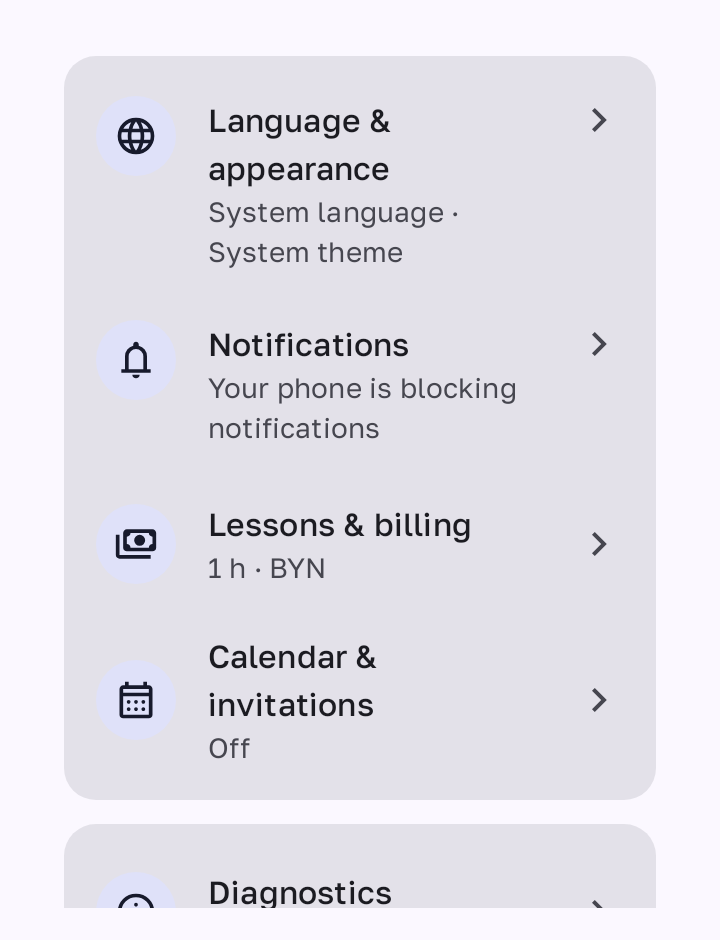 Language &
appearance
System language ·
System theme
Notifications
Your phone is blocking
notifications
Lessons & billing
1 h · BYN
Calendar &
invitations
Off
Diagnostics